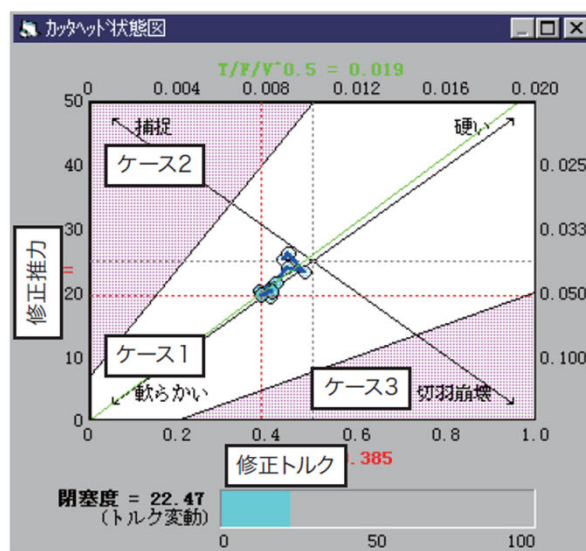 カッタヘッド状態図
T/F/V^0.5 = 0.019
0 0.004 0.008 0.012 0.018 0.020
50
捕捉
硬い
40
ケース2
0.025
30
0.033
修正推力
=
20
0.050
10
ケース1
0.100
軟らかい
ケース3
切羽崩壊
0
0 0.2 0.4 0.6 0.8 1.0
修正トルク
.385
閉塞度 = 22.47
(トルク変動)
0 50 100